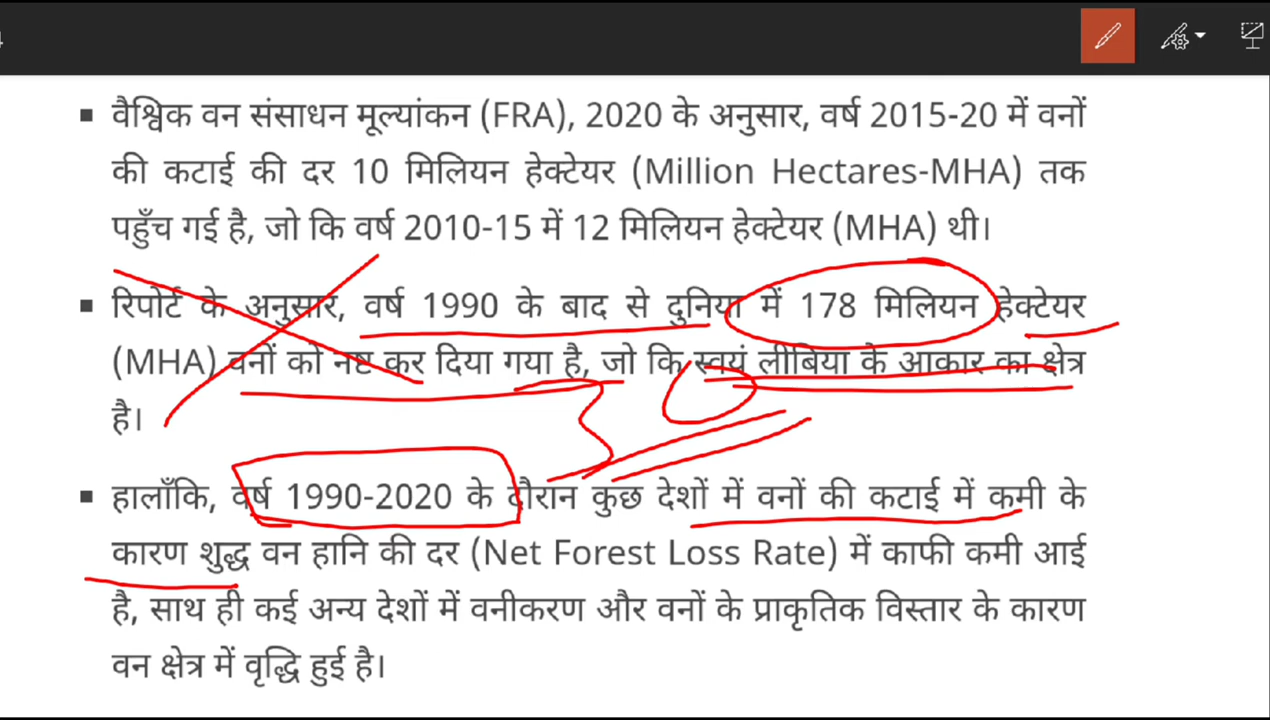 ▪ वैश्विक वन संसाधन मूल्यांकन (FRA), 2020 के अनुसार, वर्ष 2015-20 में वनों
की कटाई की दर 10 मिलियन हेक्टेयर (Million Hectares-MHA) तक
पहुँच गई है, जो कि वर्ष 2010-15 में 12 मिलियन हेक्टेयर (MHA) थी।
▪ रिपोर्ट के अनुसार, वर्ष 1990 के बाद से दुनिया में 178 मिलियन हेक्टेयर
(MHA) वनों को नष्ट कर दिया गया है, जो कि स्वयं लीबिया के आकार का क्षेत्र
है।
▪ हालाँकि, वर्ष 1990-2020 के दौरान कुछ देशों में वनों की कटाई में कमी के
कारण शुद्ध वन हानि की दर (Net Forest Loss Rate) में काफी कमी आई
है, साथ ही कई अन्य देशों में वनीकरण और वनों के प्राकृतिक विस्तार के कारण
वन क्षेत्र में वृद्धि हुई है।